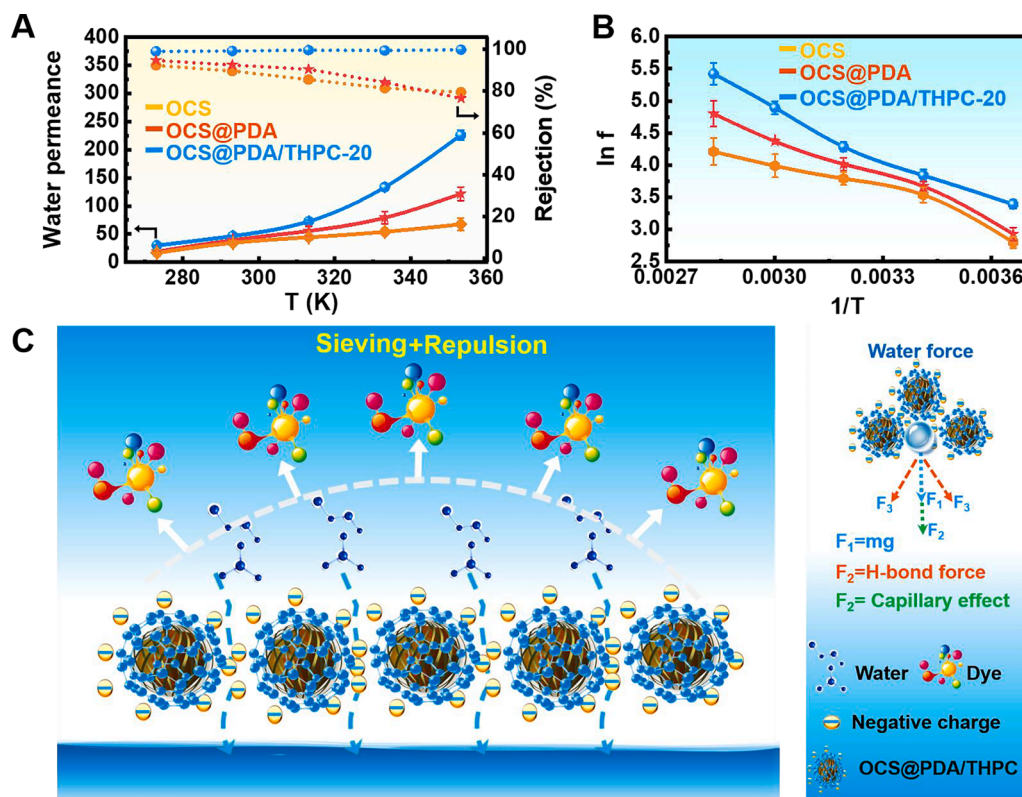 A
Water permeance
400
350
300
250
200
150
100
50
0
OCS
OCS@PDA
OCS@PDA/THPC-20
100
80
60
40
20
0
Rejection (%)
280
300
320
340
360
T (K)
B
ln f
6.0
5.5
5.0
4.5
4.0
3.5
3.0
2.5
OCS
OCS@PDA
OCS@PDA/THPC-20
0.0027
0.0030
0.0033
0.0036
1/T
C
Sieving+Repulsion
Water force
F3
F1
F3
F2
F1=mg
F2=H-bond force
F2= Capillary effect
Water
Dye
Negative charge
OCS@PDA/THPC